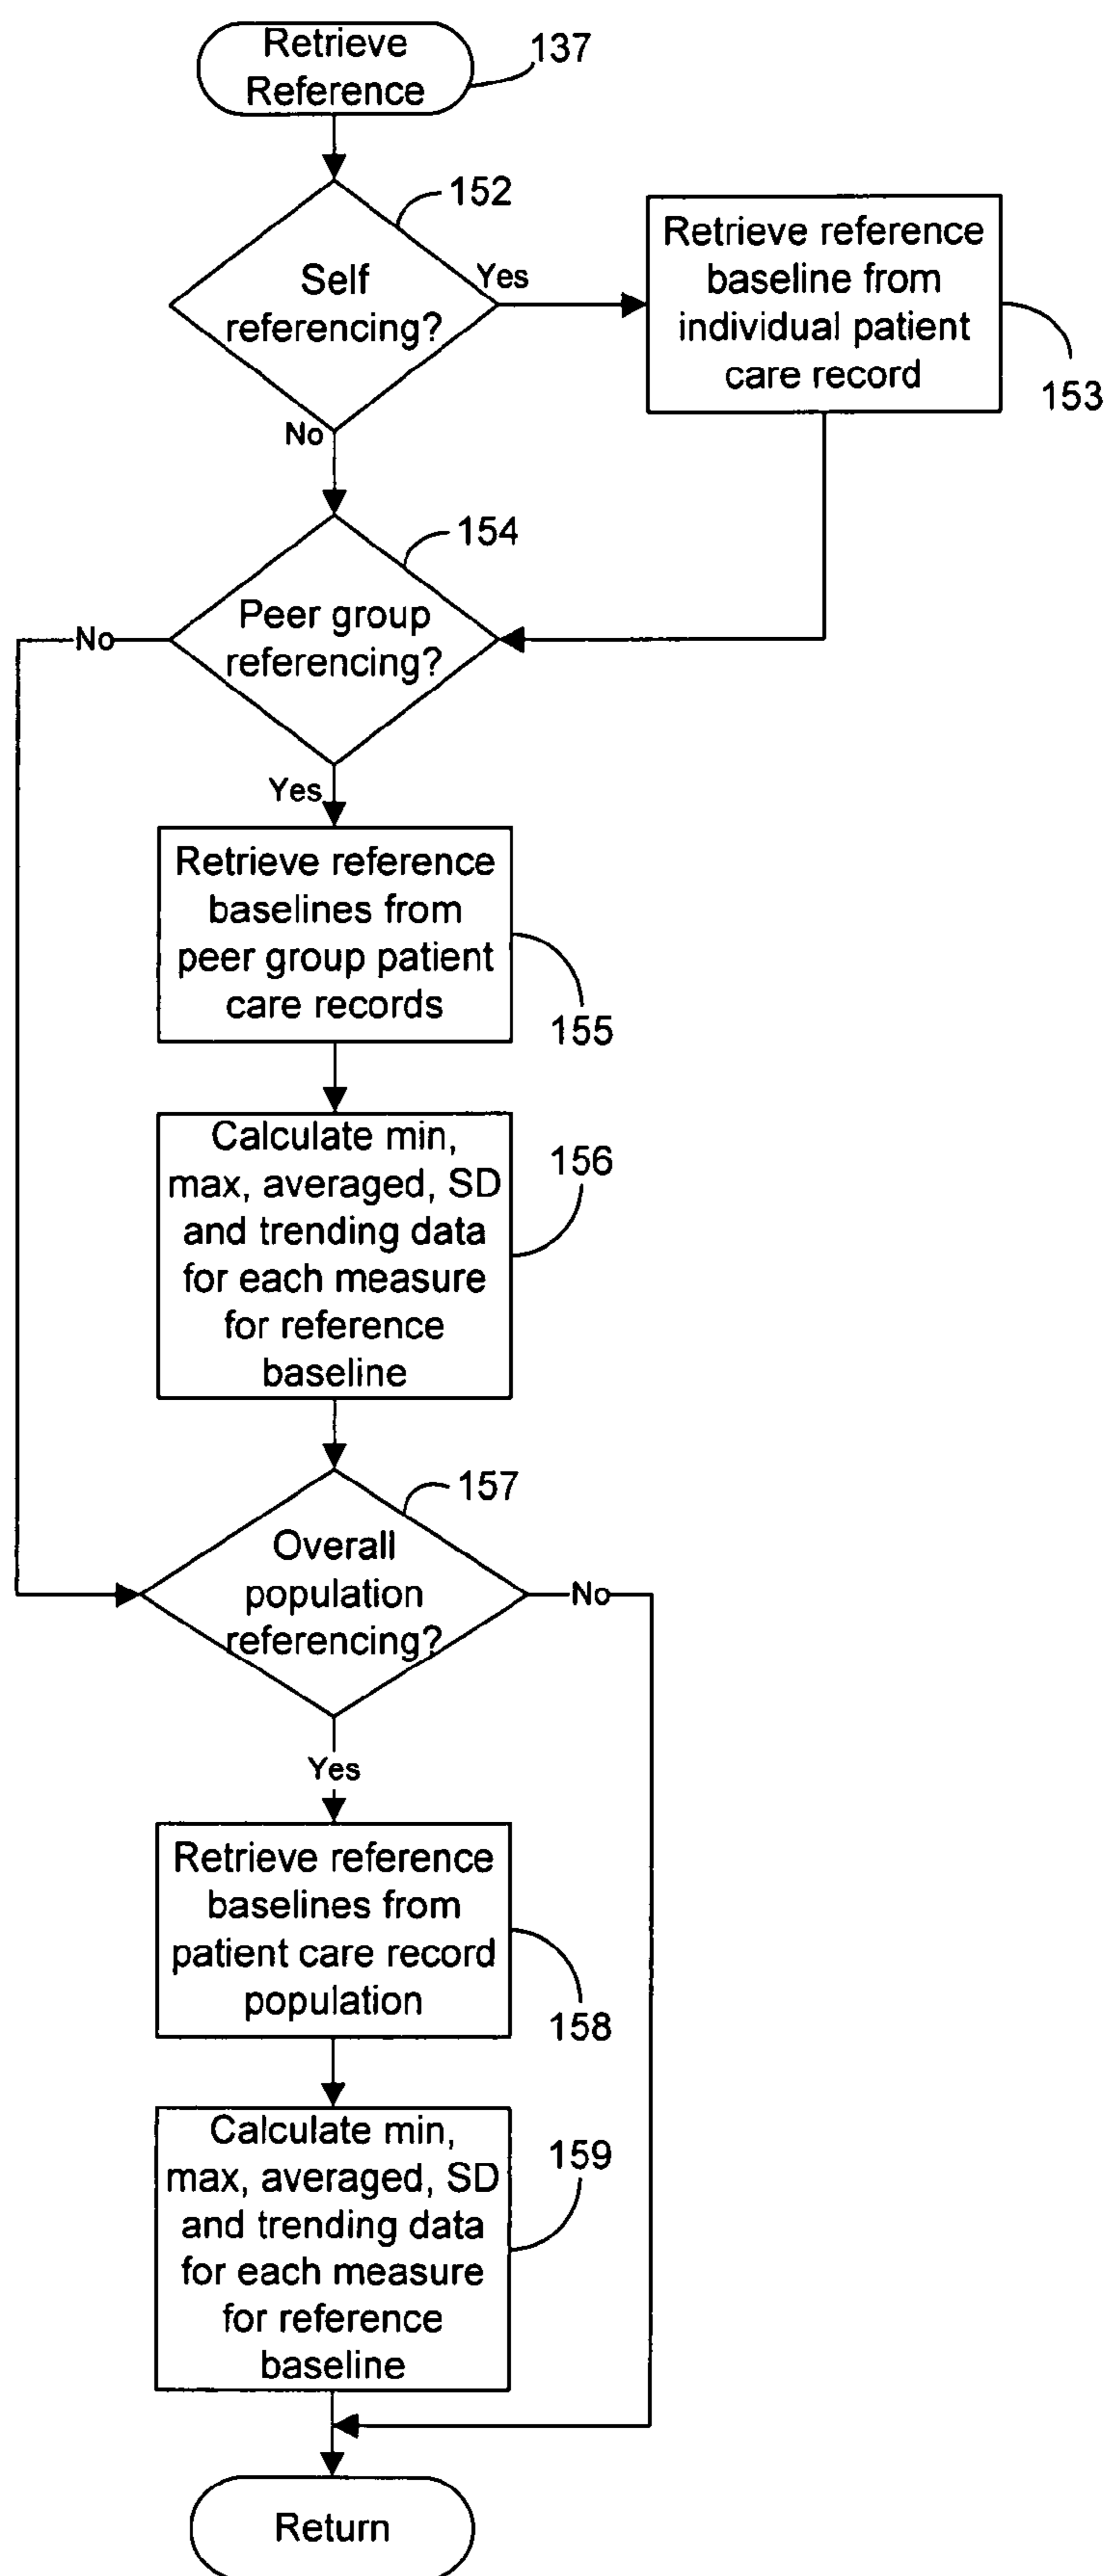 Retrieve
Reference
137
152
Self
referencing?
Yes
Retrieve reference
baseline from
individual patient
care record
153
No
154
Peer group
referencing?
No
Yes
Retrieve reference
baselines from
peer group patient
care records
155
Calculate min,
max, averaged, SD
and trending data
for each measure
for reference
baseline
156
157
Overall
population
referencing?
No
Yes
Retrieve reference
baselines from
patient care record
population
158
Calculate min,
max, averaged, SD
and trending data
for each measure
for reference
baseline
159
Return